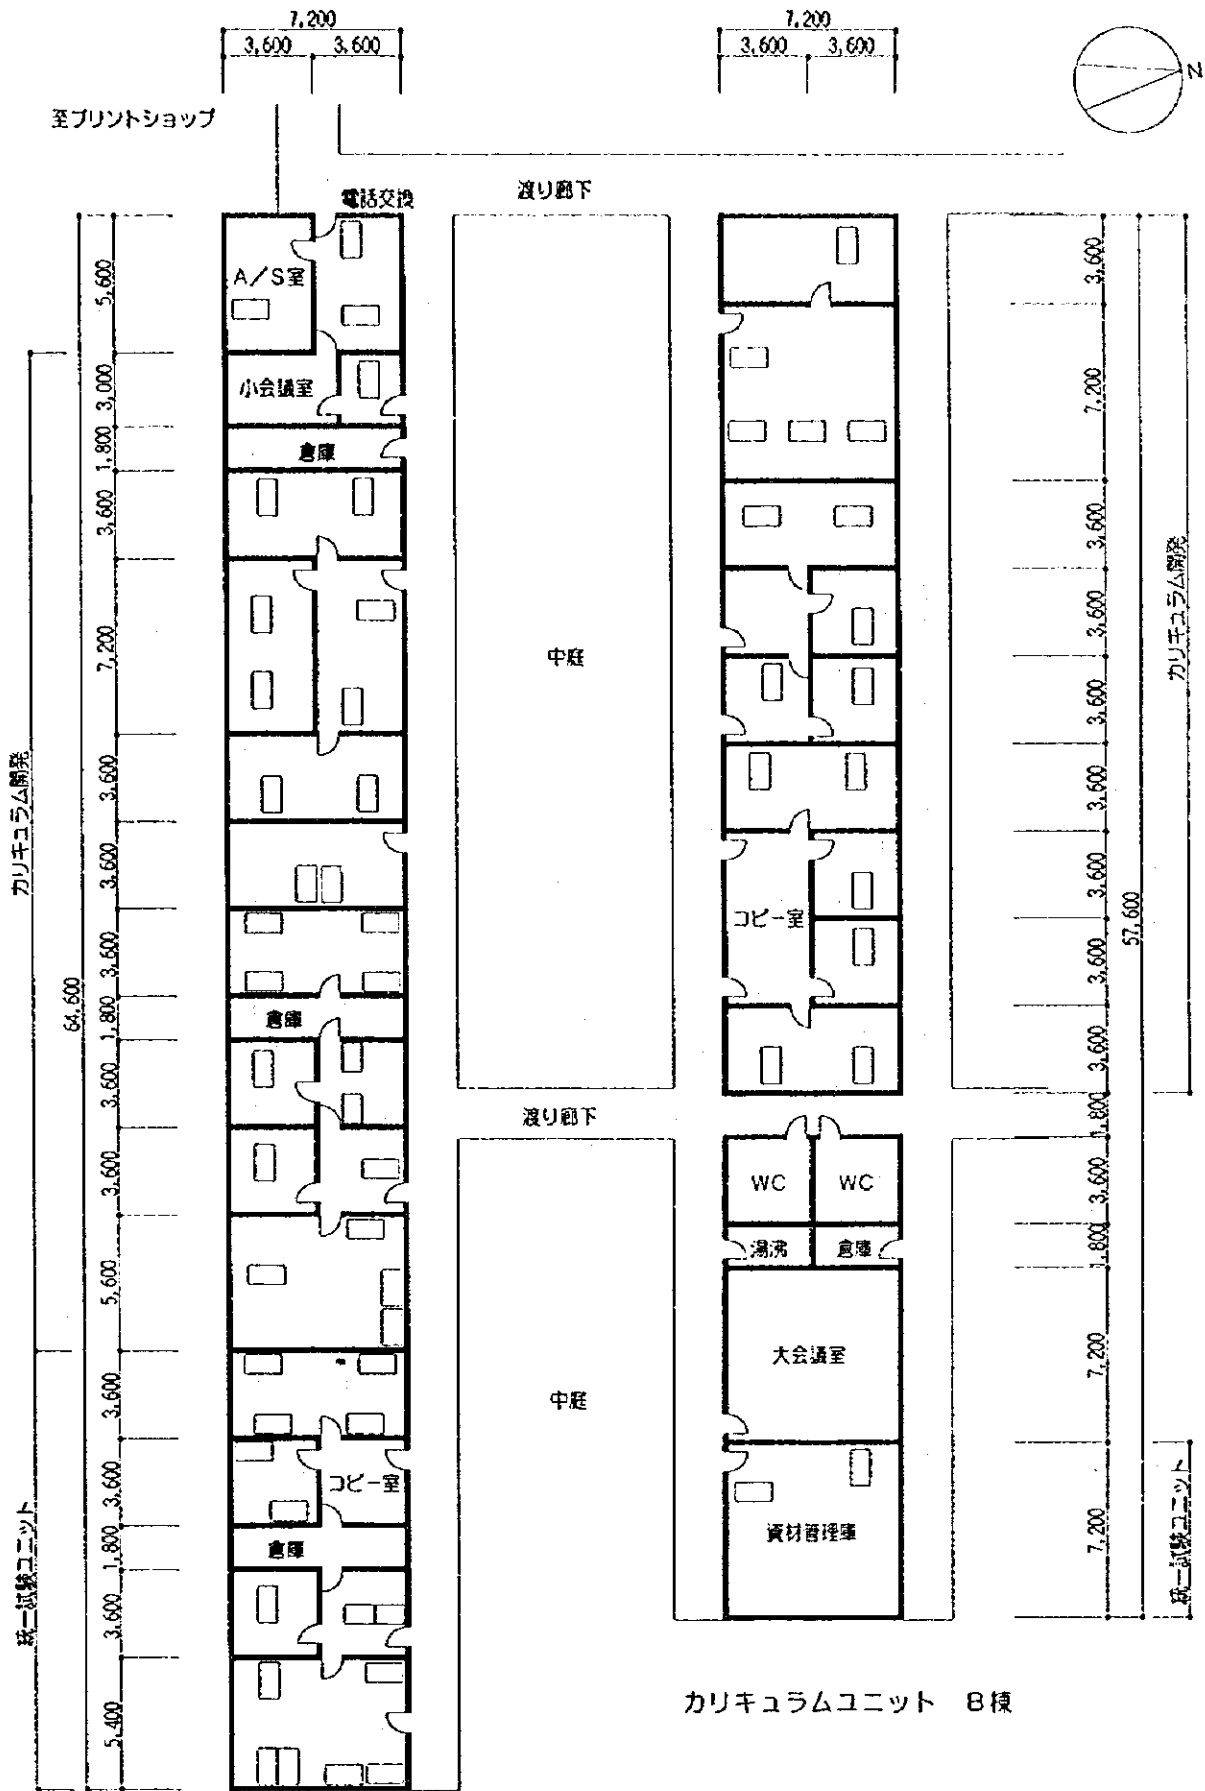 7,200
3,600 3,600
7,200
3,600 3,600
N
至プリントショップ
電話交換
渡り廊下
A/S室
小会議室
倉庫
倉庫
コピー室
倉庫
5,600
3,000
1,800
3,600
7,200
3,600
3,600
3,600
1,800
3,600
3,600
5,600
3,600
3,600
1,800
3,600
5,400
64,600
カリキュラム開発
統一試験ユニット
中庭
渡り廊下
中庭
コピー室
WC WC
湯沸 倉庫
大会議室
資材管理庫
3,600
7,200
3,600
3,600
3,600
3,600
3,600
3,600
3,600
1,800
3,600
1,800
7,200
7,200
57,600
カリキュラム開発
統一試験ユニット
カリキュラムユニット B棟